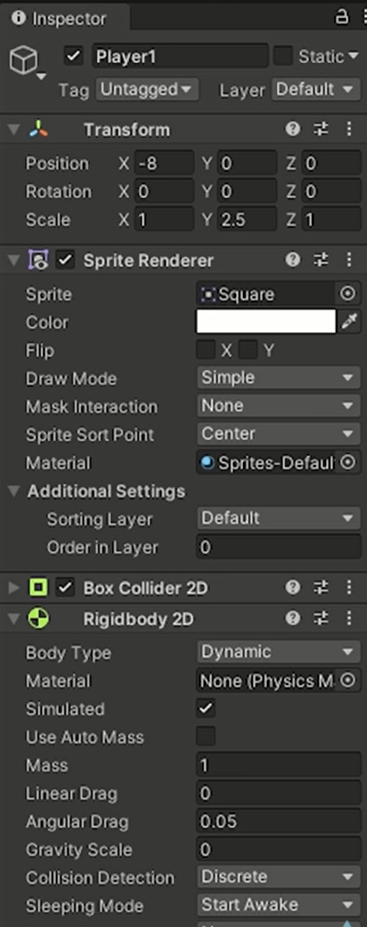 Inspector
Player1 Static
Tag Untagged Layer Default
Transform
Position X -8 Y 0 Z 0
Rotation X 0 Y 0 Z 0
Scale X 1 Y 2.5 Z 1
Sprite Renderer
Sprite Square
Color
Flip X Y
Draw Mode Simple
Mask Interaction None
Sprite Sort Point Center
Material Sprites-Defaul
Additional Settings
Sorting Layer Default
Order in Layer 0
Box Collider 2D
Rigidbody 2D
Body Type Dynamic
Material None (Physics M
Simulated
Use Auto Mass
Mass 1
Linear Drag 0
Angular Drag 0.05
Gravity Scale 0
Collision Detection Discrete
Sleeping Mode Start Awake